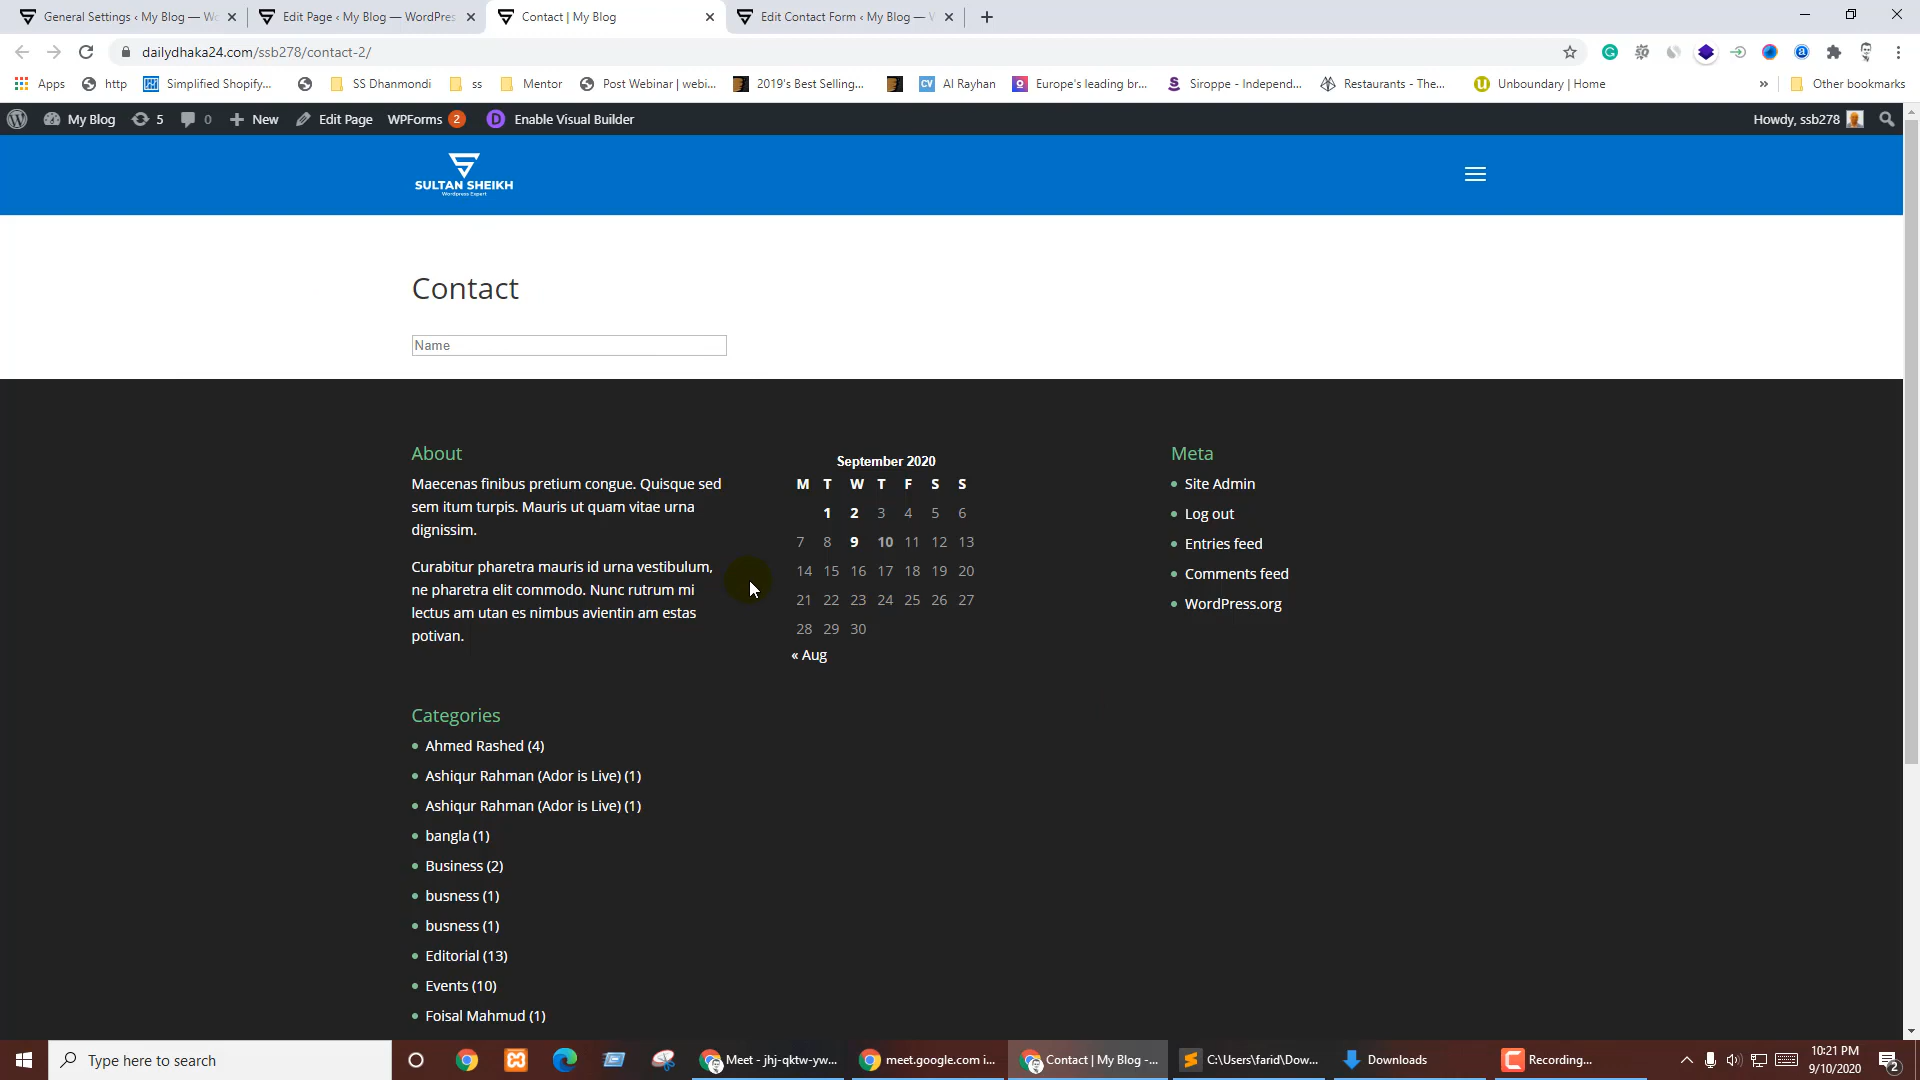 General Settings ‹ My Blog — Wo
Edit Page ‹ My Blog — WordPres
Contact | My Blog
Edit Contact Form ‹ My Blog — W
dailydhaka24.com/ssb278/contact-2/
Apps
http
Simplified Shopify...
SS Dhanmondi
ss
Mentor
Post Webinar | webi...
2019's Best Selling...
CV
Al Rayhan
Europe's leading br...
Siroppe - Independ...
Restaurants - The...
Unboundary | Home
»
Other bookmarks
My Blog
5
0
New
Edit Page
WPForms 2
D
Enable Visual Builder
Howdy, ssb278
SULTAN SHEIKH
Wordpress Expert
Contact
Name
About
Maecenas finibus pretium congue. Quisque sed
sem itum turpis. Mauris ut quam vitae urna
dignissim.
Curabitur pharetra mauris id urna vestibulum,
ne pharetra elit commodo. Nunc rutrum mi
lectus am utan es nimbus avientin am estas
potivan.
September 2020
M T W T F S S
1 2 3 4 5 6
7 8 9 10 11 12 13
14 15 16 17 18 19 20
21 22 23 24 25 26 27
28 29 30
« Aug
Meta
Site Admin
Log out
Entries feed
Comments feed
WordPress.org
Categories
Ahmed Rashed (4)
Ashiqur Rahman (Ador is Live) (1)
Ashiqur Rahman (Ador is Live) (1)
bangla (1)
Business (2)
busness (1)
busness (1)
Editorial (13)
Events (10)
Foisal Mahmud (1)
Type here to search
Meet - jhj-qktw-yw...
meet.google.com i...
Contact | My Blog -...
C:\Users\farid\Dow...
Downloads
Recording...
10:21 PM
9/10/2020
2